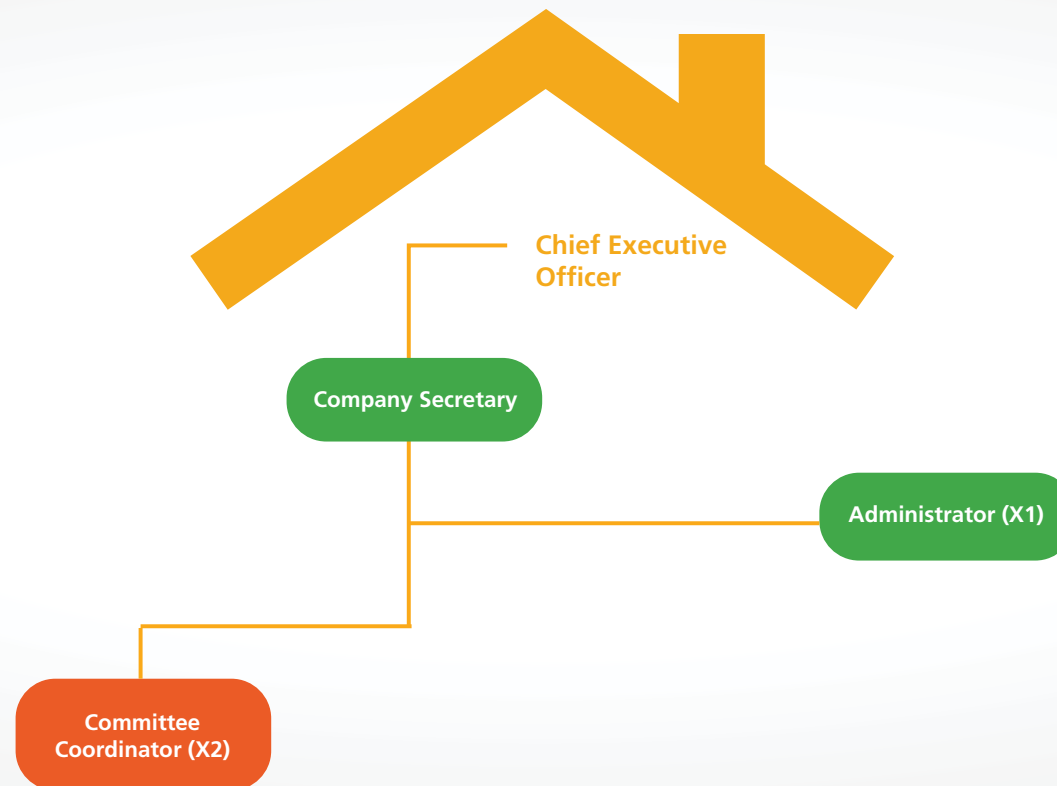 Chief Executive
Officer
Company Secretary
Administrator (X1)
Committee
Coordinator (X2)